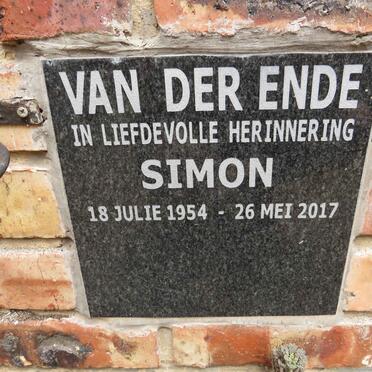 VAN DER ENDE
IN LIEFDEVOLLE HERINNERING
SIMON
18 JULIE 1954 - 26 MEI 2017